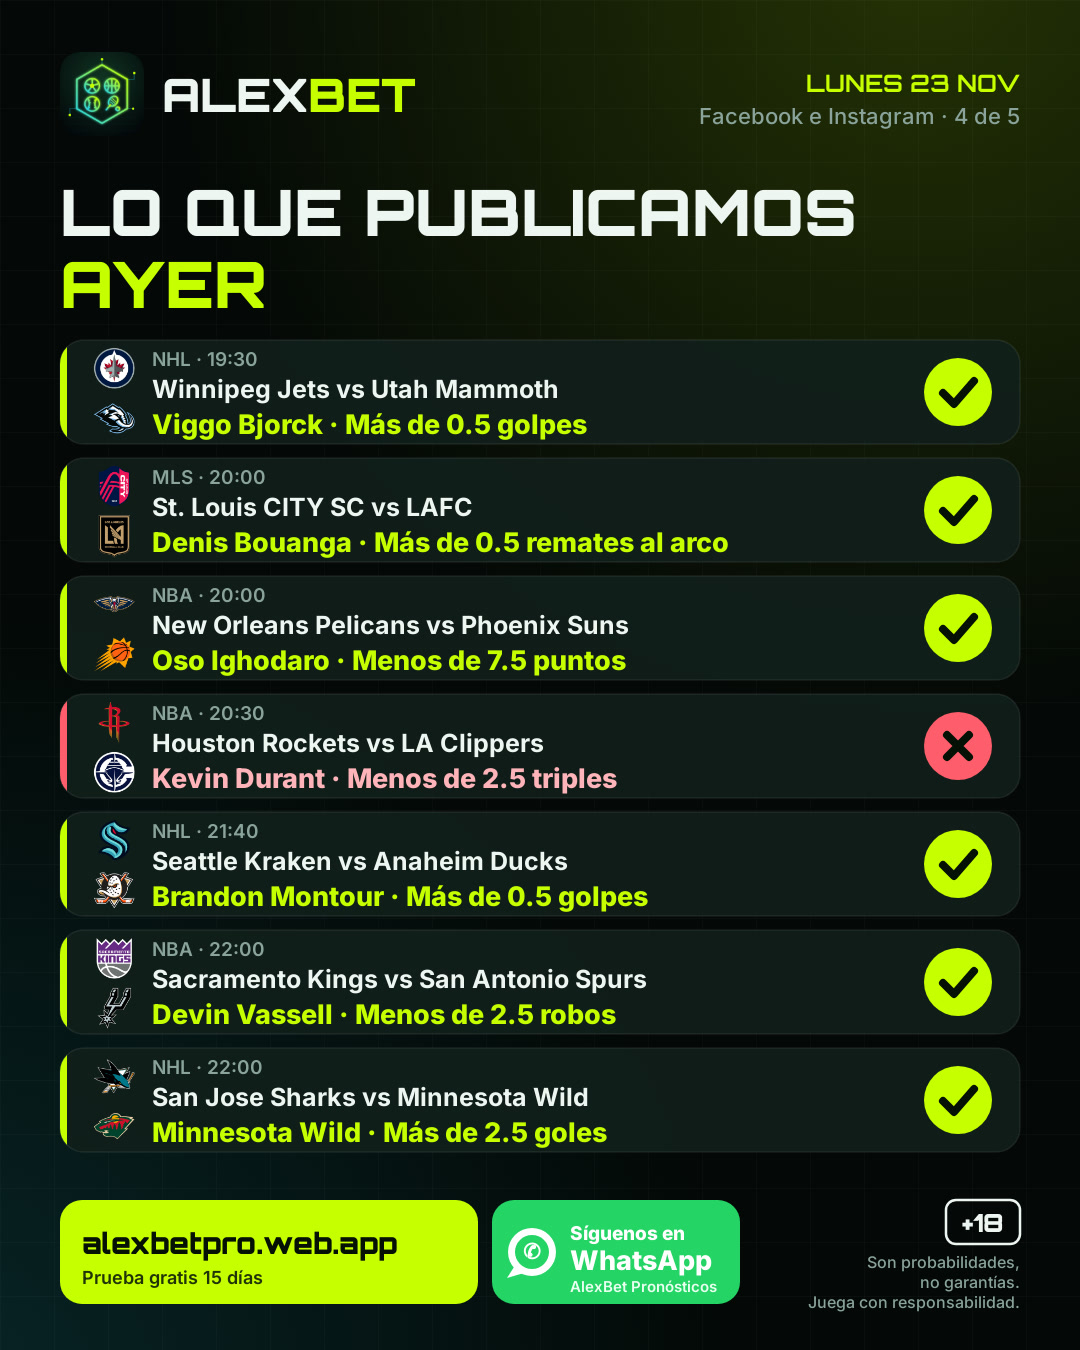 ALEXBET
LUNES 23 NOV
Facebook e Instagram · 4 de 5
LO QUE PUBLICAMOS
AYER
NHL · 19:30
Winnipeg Jets vs Utah Mammoth
Viggo Bjorck · Más de 0.5 golpes
MLS · 20:00
St. Louis CITY SC vs LAFC
Denis Bouanga · Más de 0.5 remates al arco
NBA · 20:00
New Orleans Pelicans vs Phoenix Suns
Oso Ighodaro · Menos de 7.5 puntos
NBA · 20:30
Houston Rockets vs LA Clippers
Kevin Durant · Menos de 2.5 triples
NHL · 21:40
Seattle Kraken vs Anaheim Ducks
Brandon Montour · Más de 0.5 golpes
NBA · 22:00
Sacramento Kings vs San Antonio Spurs
Devin Vassell · Menos de 2.5 robos
NHL · 22:00
San Jose Sharks vs Minnesota Wild
Minnesota Wild · Más de 2.5 goles
alexbetpro.web.app
Prueba gratis 15 días
Síguenos en
WhatsApp
AlexBet Pronósticos
+18
Son probabilidades,
no garantías.
Juega con responsabilidad.